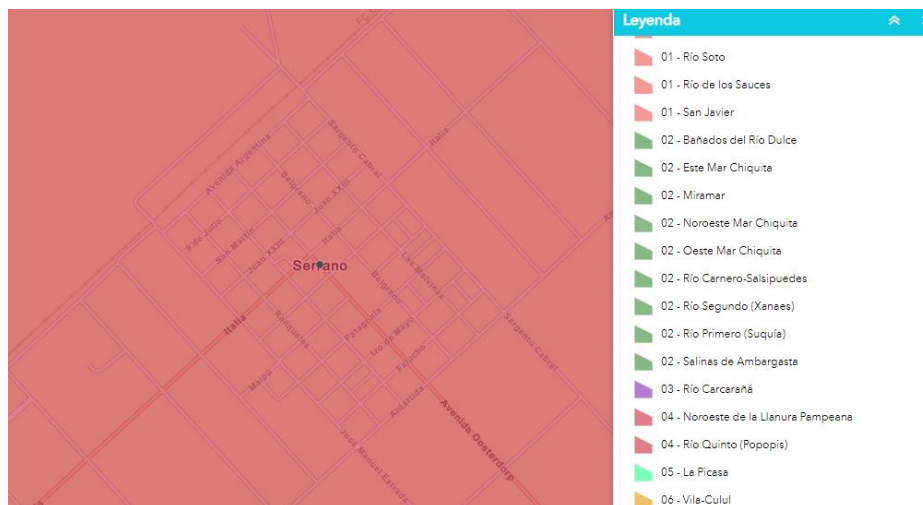 Leyenda
01 - Río Soto
01 - Río de los Sauces
01 - San Javier
02 - Bañados del Río Dulce
02 - Este Mar Chiquita
02 - Miramar
02 - Noroeste Mar Chiquita
02 - Oeste Mar Chiquita
02 - Río Carnero-Salsipuedes
02 - Río Segundo (Xanaes)
02 - Río Primero (Suquía)
02 - Salinas de Ambargasta
03 - Río Carcarañá
04 - Noroeste de la Llanura Pampeana
04 - Río Quinto (Popopis)
05 - La Picasa
06 - Vila-Culul
FC G
Sargento Cabral
Italia
Avenida Argentina
Belgrano
Juan XXIII
9 de Julio
San Martín
Juan XXIII
Italia
Serrano
Belgrano
Las Malvinas
Italia
Ranqueles
Patagonia
1ro de Mayo
Falucho
Sargento Cabral
Maipú
Antártida
Avenida Oosterdorp
José Manuel Estrada